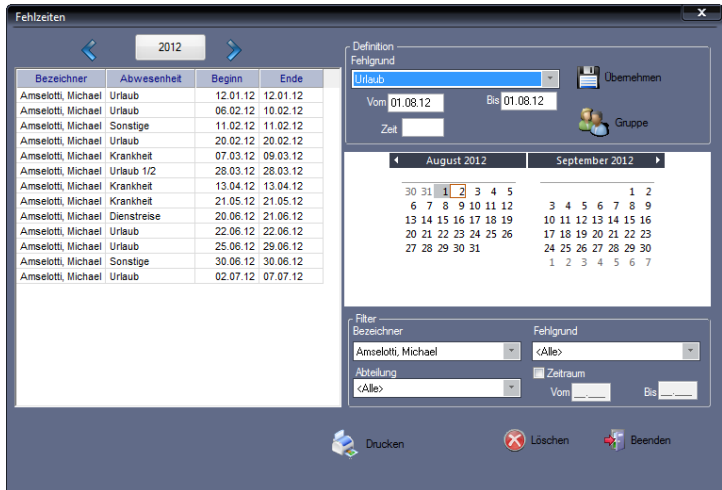 Fehlzeiten
x
2012
Bezeichner Abwesenheit Beginn Ende
Amselotti, Michael Urlaub 12.01.12 12.01.12
Amselotti, Michael Urlaub 06.02.12 10.02.12
Amselotti, Michael Sonstige 11.02.12 11.02.12
Amselotti, Michael Urlaub 20.02.12 20.02.12
Amselotti, Michael Krankheit 07.03.12 09.03.12
Amselotti, Michael Urlaub 1/2 28.03.12 28.03.12
Amselotti, Michael Krankheit 13.04.12 13.04.12
Amselotti, Michael Krankheit 21.05.12 21.05.12
Amselotti, Michael Dienstreise 20.06.12 21.06.12
Amselotti, Michael Urlaub 22.06.12 22.06.12
Amselotti, Michael Urlaub 25.06.12 29.06.12
Amselotti, Michael Sonstige 30.06.12 30.06.12
Amselotti, Michael Urlaub 02.07.12 07.07.12
Definition
Fehlgrund
Urlaub
Übernehmen
Vom 01.08.12 Bis 01.08.12
Zeit
Gruppe
August 2012
30 31 1 2 3 4 5
6 7 8 9 10 11 12
13 14 15 16 17 18 19
20 21 22 23 24 25 26
27 28 29 30 31
September 2012
1 2
3 4 5 6 7 8 9
10 11 12 13 14 15 16
17 18 19 20 21 22 23
24 25 26 27 28 29 30
1 2 3 4 5 6 7
Filter
Bezeichner Fehlgrund
Amselotti, Michael <Alle>
Abteilung Zeitraum
<Alle>
Vom __.___ Bis __.___
Drucken Löschen Beenden